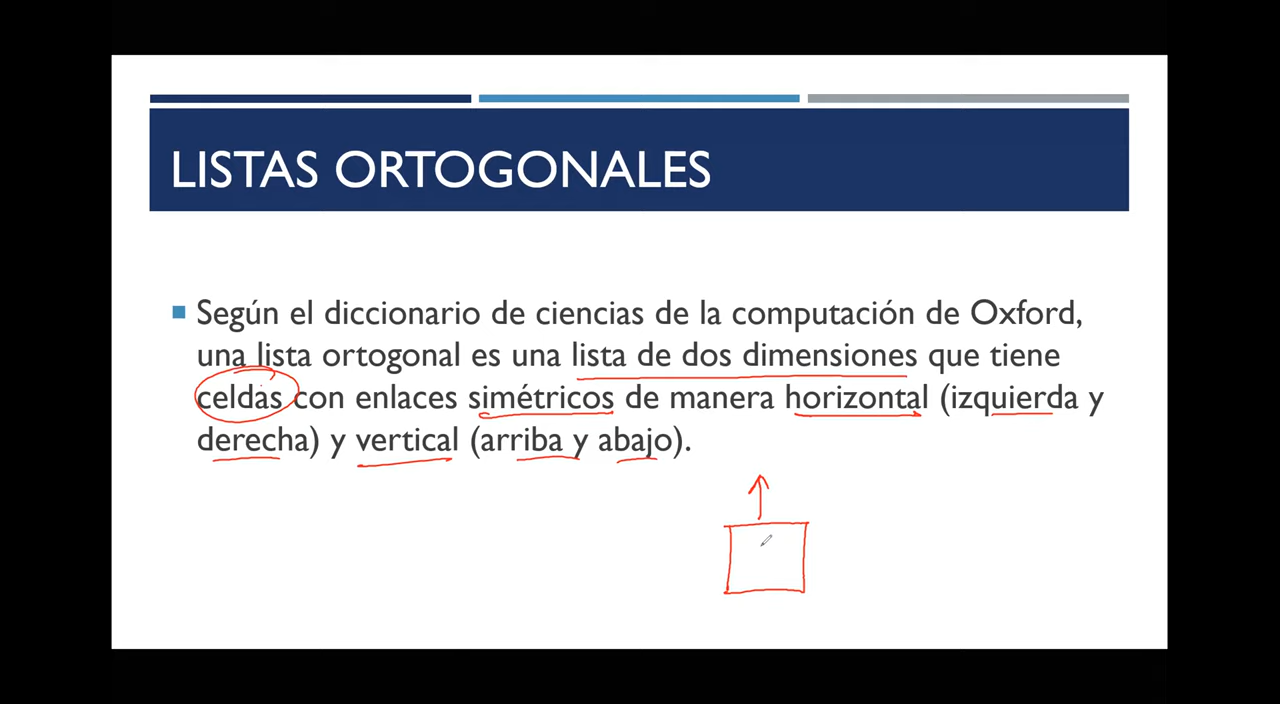 LISTAS ORTOGONALES
Según el diccionario de ciencias de la computación de Oxford,
una lista ortogonal es una lista de dos dimensiones que tiene
celdas con enlaces simétricos de manera horizontal (izquierda y
derecha) y vertical (arriba y abajo).